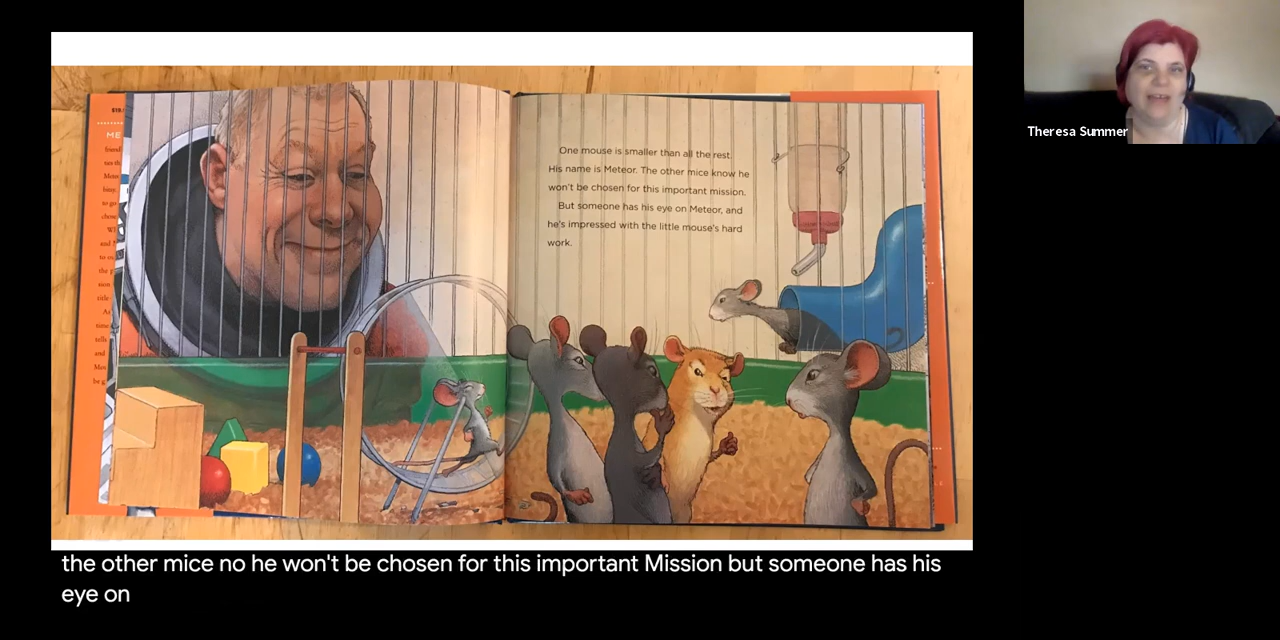 $19.
ME
friend
One mouse is smaller than all the rest.
His name is Meteor. The other mice know he
won't be chosen for this important mission.
But someone has his eye on Meteor, and
he's impressed with the little mouse's hard
work.
Theresa Summer
the other mice no he won't be chosen for this important Mission but someone has his
eye on